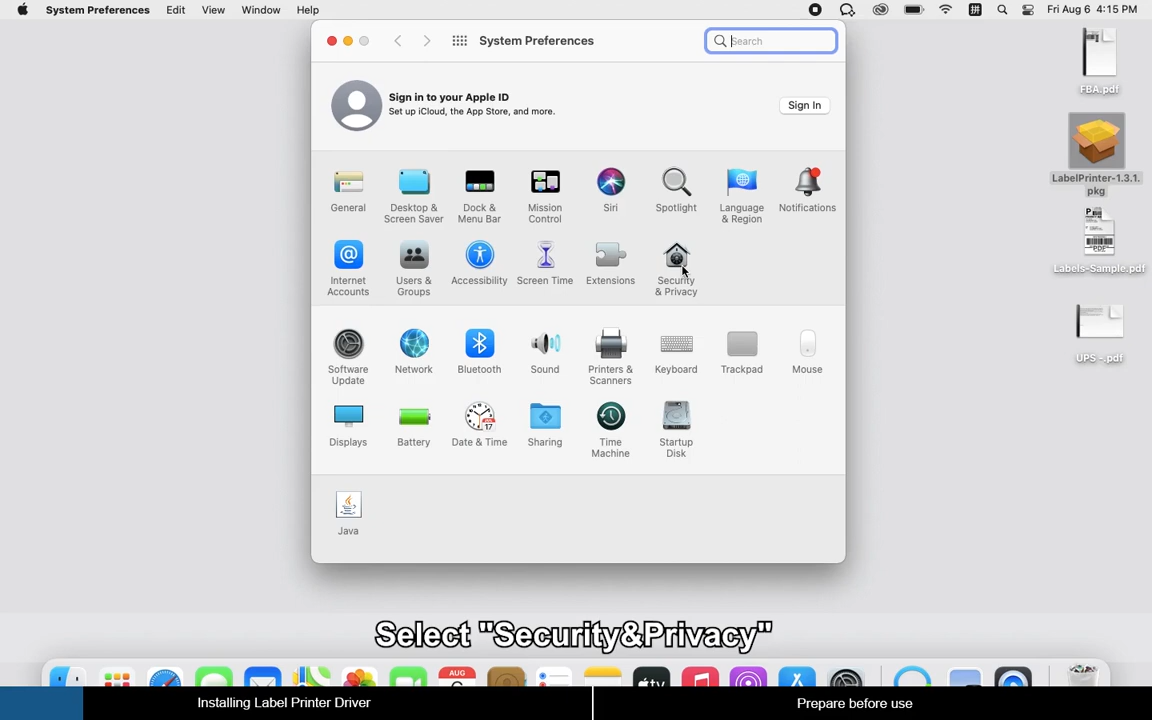 System Preferences Edit View Window Help
Fri Aug 6 4:15 PM
System Preferences
Search
Sign in to your Apple ID
Set up iCloud, the App Store, and more.
Sign In
General
Desktop & Screen Saver
Dock & Menu Bar
Mission Control
Siri
Spotlight
Language & Region
Notifications
Internet Accounts
Users & Groups
Accessibility
Screen Time
Extensions
Security & Privacy
Software Update
Network
Bluetooth
Sound
Printers & Scanners
Keyboard
Trackpad
Mouse
Displays
Battery
Date & Time
Sharing
Time Machine
Startup Disk
Java
FBA.pdf
LabelPrinter-1.3.1.
pkg
Labels-Sample.pdf
UPS -.pdf
Select "Security&Privacy"
AUG
tv
Installing Label Printer Driver
Prepare before use